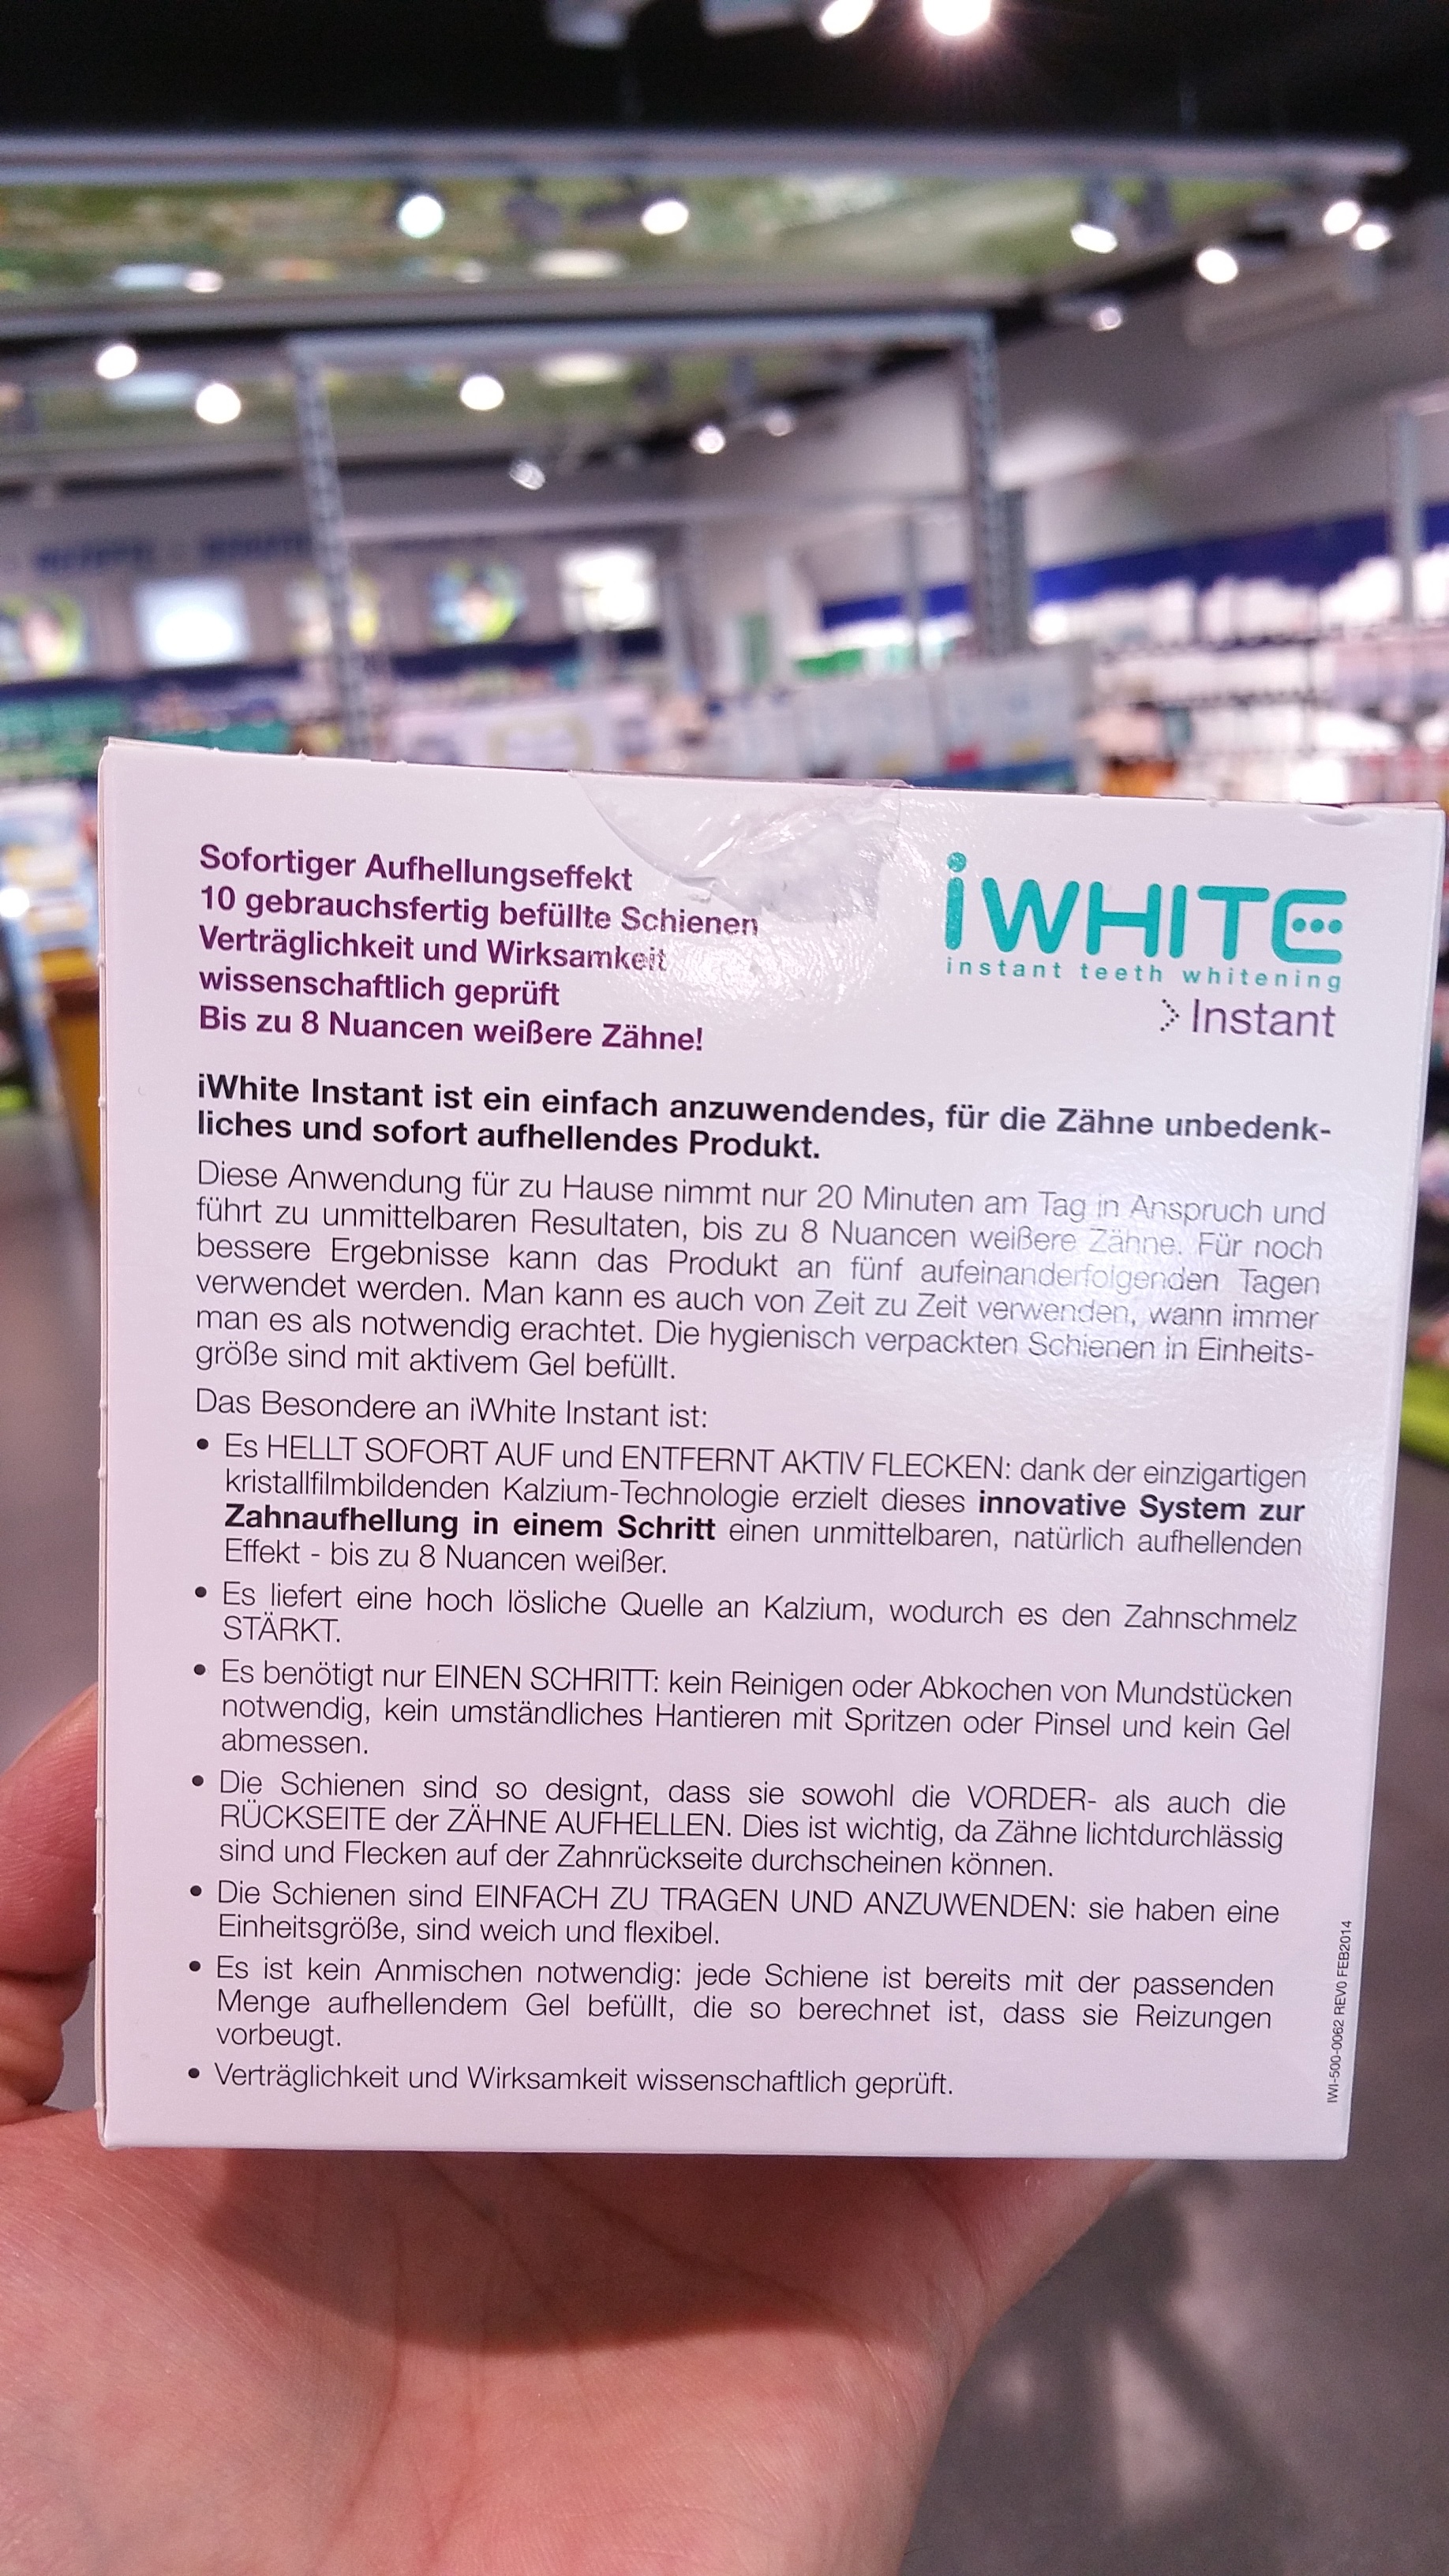 Sofortiger Aufhellungseffekt
10 gebrauchsfertig befüllte Schienen
Verträglichkeit und Wirksamkeit
wissenschaftlich geprüft
Bis zu 8 Nuancen weißere Zähne!
iWHITE
instant teeth whitening
Instant
iWhite Instant ist ein einfach anzuwendendes, für die Zähne unbedenk-
liches und sofort aufhellendes Produkt.
Diese Anwendung für zu Hause nimmt nur 20 Minuten am Tag in Anspruch und
führt zu unmittelbaren Resultaten, bis zu 8 Nuancen weißere Zähne. Für noch
bessere Ergebnisse kann das Produkt an fünf aufeinanderfolgenden Tagen
verwendet werden. Man kann es auch von Zeit zu Zeit verwenden, wann immer
man es als notwendig erachtet. Die hygienisch verpackten Schienen in Einheits-
größe sind mit aktivem Gel befüllt.
Das Besondere an iWhite Instant ist:
• Es HELLT SOFORT AUF und ENTFERNT AKTIV FLECKEN: dank der einzigartigen
kristallfilmbildenden Kalzium-Technologie erzielt dieses innovative System zur
Zahnaufhellung in einem Schritt einen unmittelbaren, natürlich aufhellenden
Effekt - bis zu 8 Nuancen weißer.
• Es liefert eine hoch lösliche Quelle an Kalzium, wodurch es den Zahnschmelz
STÄRKT.
• Es benötigt nur EINEN SCHRITT: kein Reinigen oder Abkochen von Mundstücken
notwendig, kein umständliches Hantieren mit Spritzen oder Pinsel und kein Gel
abmessen.
• Die Schienen sind so designt, dass sie sowohl die VORDER- als auch die
RÜCKSEITE der ZÄHNE AUFHELLEN. Dies ist wichtig, da Zähne lichtdurchlässig
sind und Flecken auf der Zahnrückseite durchscheinen können.
• Die Schienen sind EINFACH ZU TRAGEN UND ANZUWENDEN: sie haben eine
Einheitsgröße, sind weich und flexibel.
• Es ist kein Anmischen notwendig: jede Schiene ist bereits mit der passenden
Menge aufhellendem Gel befüllt, die so berechnet ist, dass sie Reizungen
vorbeugt.
• Verträglichkeit und Wirksamkeit wissenschaftlich geprüft.
IWI-500-0062 REV0 FEB2014